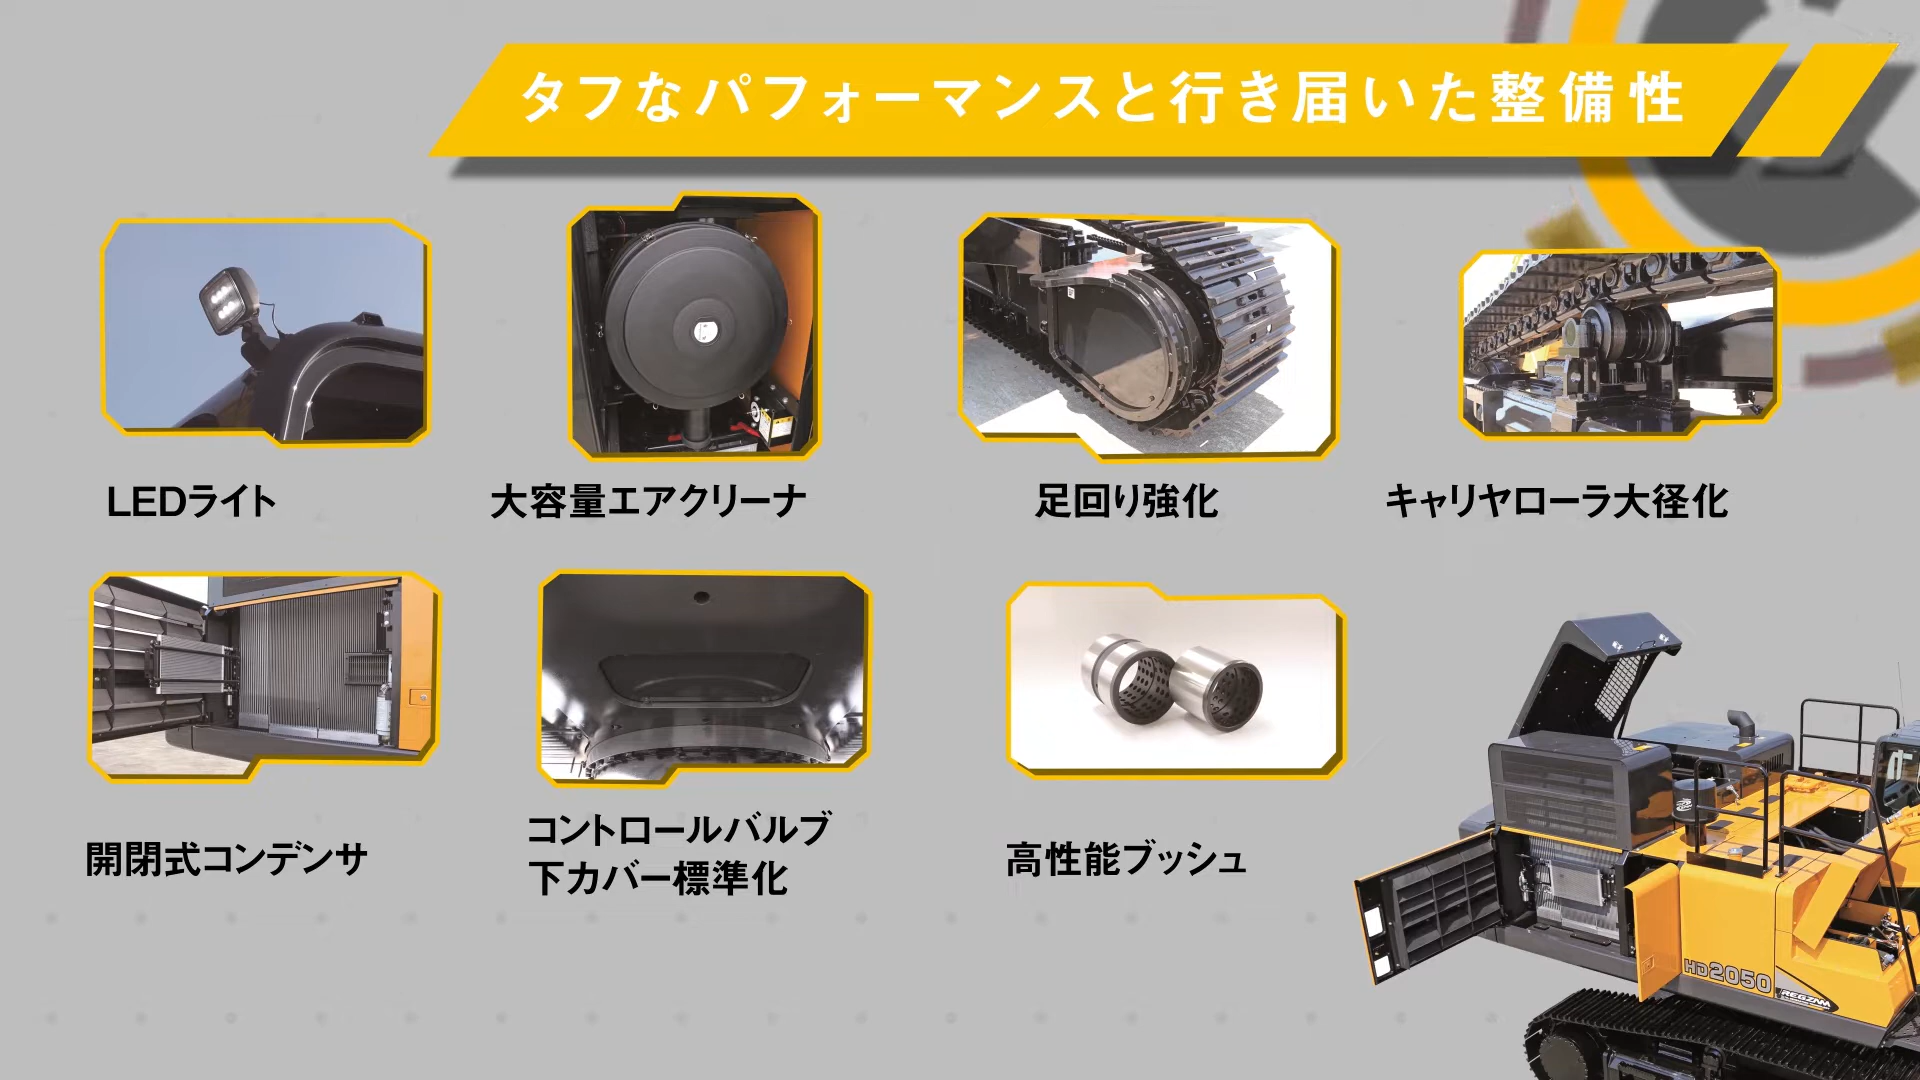 タフなパフォーマンスと行き届いた整備性
LEDライト
大容量エアクリーナ
足回り強化
キャリヤローラ大径化
開閉式コンデンサ
コントロールバルブ
下カバー標準化
高性能ブッシュ
HD2050
REGZAM